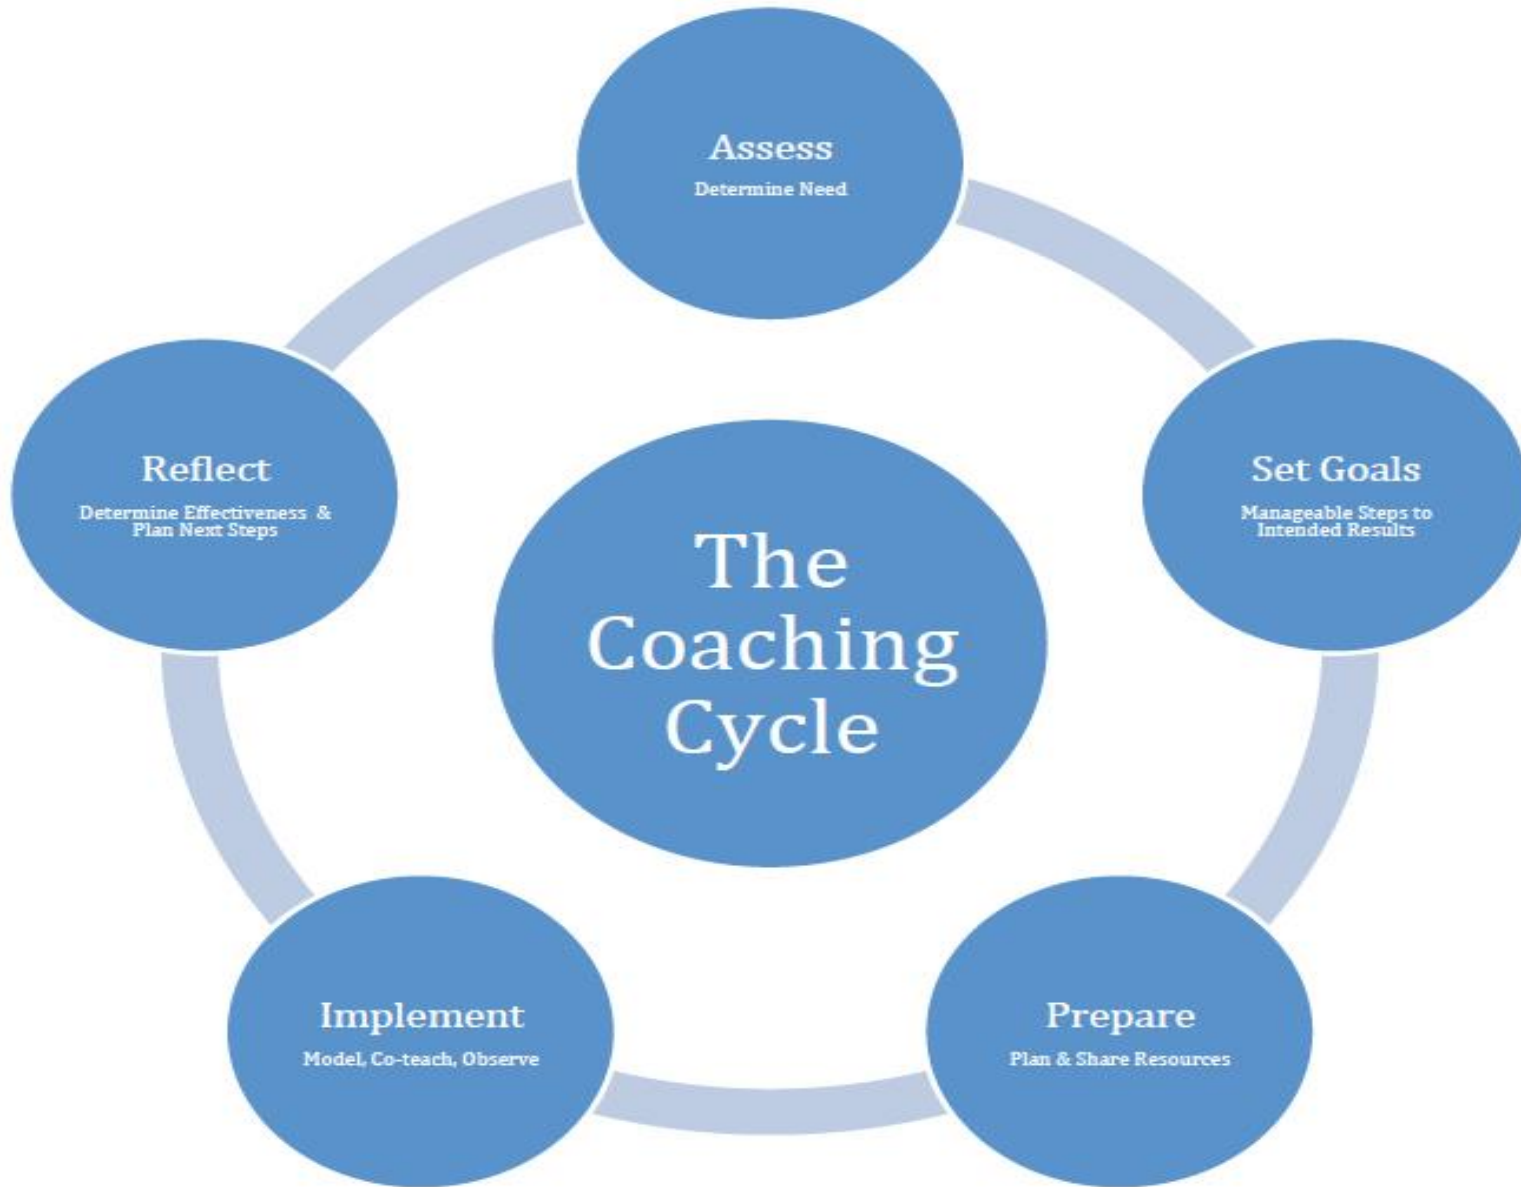 Assess
Determine Need
Set Goals
Manageable Steps to
Intended Results
Prepare
Plan & Share Resources
Implement
Model, Co-teach, Observe
Reflect
Determine Effectiveness &
Plan Next Steps
The
Coaching
Cycle